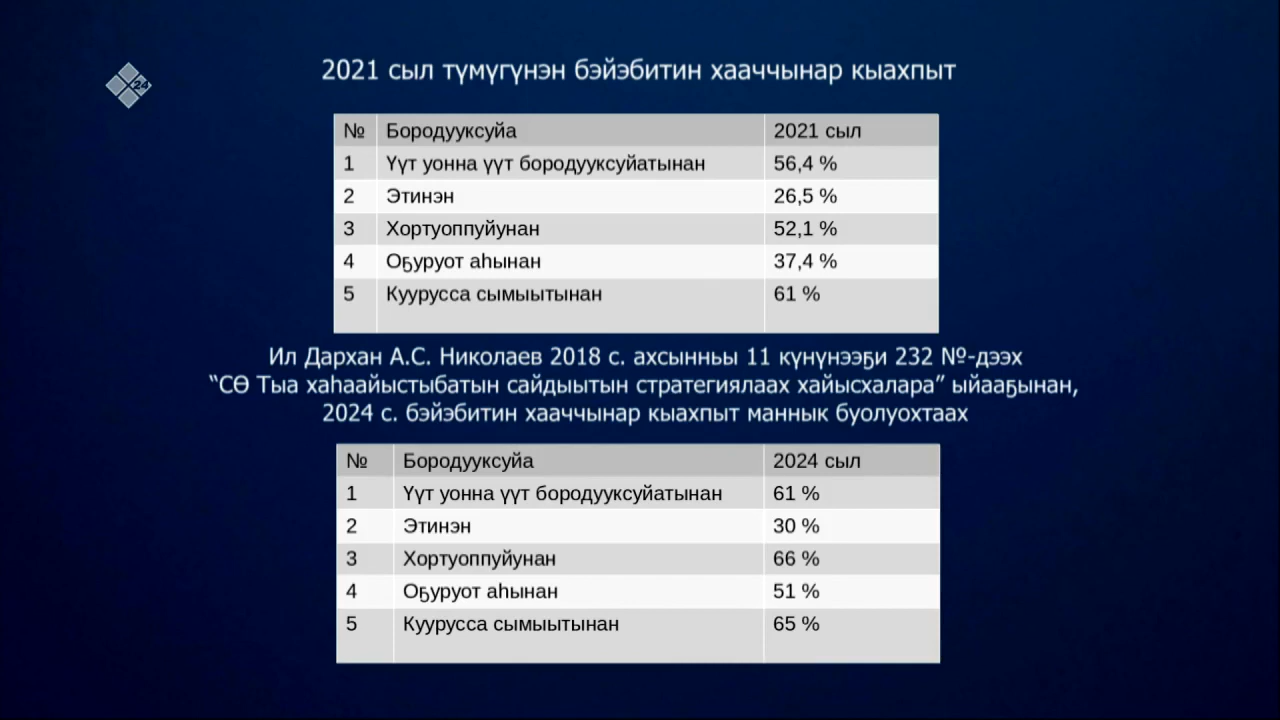 2021 сыл түмүгүнэн бэйэбитин хааччынар кыахпыт
24
№ Бородууксуйа 2021 сыл
1 Үүт уонна үүт бородууксуйатынан 56,4 %
2 Этинэн 26,5 %
3 Хортуоппуйунан 52,1 %
4 Оҕуруот аһынан 37,4 %
5 Куурусса сымыытынан 61 %
Ил Дархан А.С. Николаев 2018 с. ахсынньы 11 күнүнээҕи 232 №-дээх
“СӨ Тыа хаһаайыстыбатын сайдыытын стратегиялаах хайысхалара” ыйааҕынан,
2024 с. бэйэбитин хааччынар кыахпыт маннык буолуохтаах
№ Бородууксуйа 2024 сыл
1 Үүт уонна үүт бородууксуйатынан 61 %
2 Этинэн 30 %
3 Хортуоппуйунан 66 %
4 Оҕуруот аһынан 51 %
5 Куурусса сымыытынан 65 %